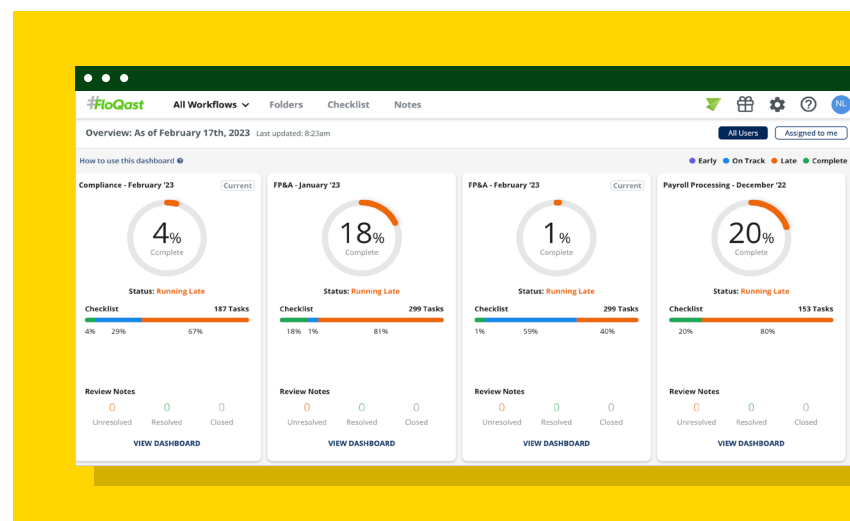 FloQast All Workflows Folders Checklist Notes NL
Overview: As of February 17th, 2023 Last updated: 8:23am All Users Assigned to me
How to use this dashboard Early On Track Late Complete
Compliance - February '23 Current
4%
Complete
Status: Running Late
Checklist 187 Tasks
4% 29% 67%
Review Notes
0 0 0
Unresolved Resolved Closed
VIEW DASHBOARD
FP&A - January '23
18%
Complete
Status: Running Late
Checklist 299 Tasks
18% 1% 81%
Review Notes
0 0 0
Unresolved Resolved Closed
VIEW DASHBOARD
FP&A - February '23 Current
1%
Complete
Status: Running Late
Checklist 299 Tasks
1% 59% 40%
Review Notes
0 0 0
Unresolved Resolved Closed
VIEW DASHBOARD
Payroll Processing - December '22
20%
Complete
Status: Running Late
Checklist 153 Tasks
20% 80%
Review Notes
0 0 0
Unresolved Resolved Closed
VIEW DASHBOARD